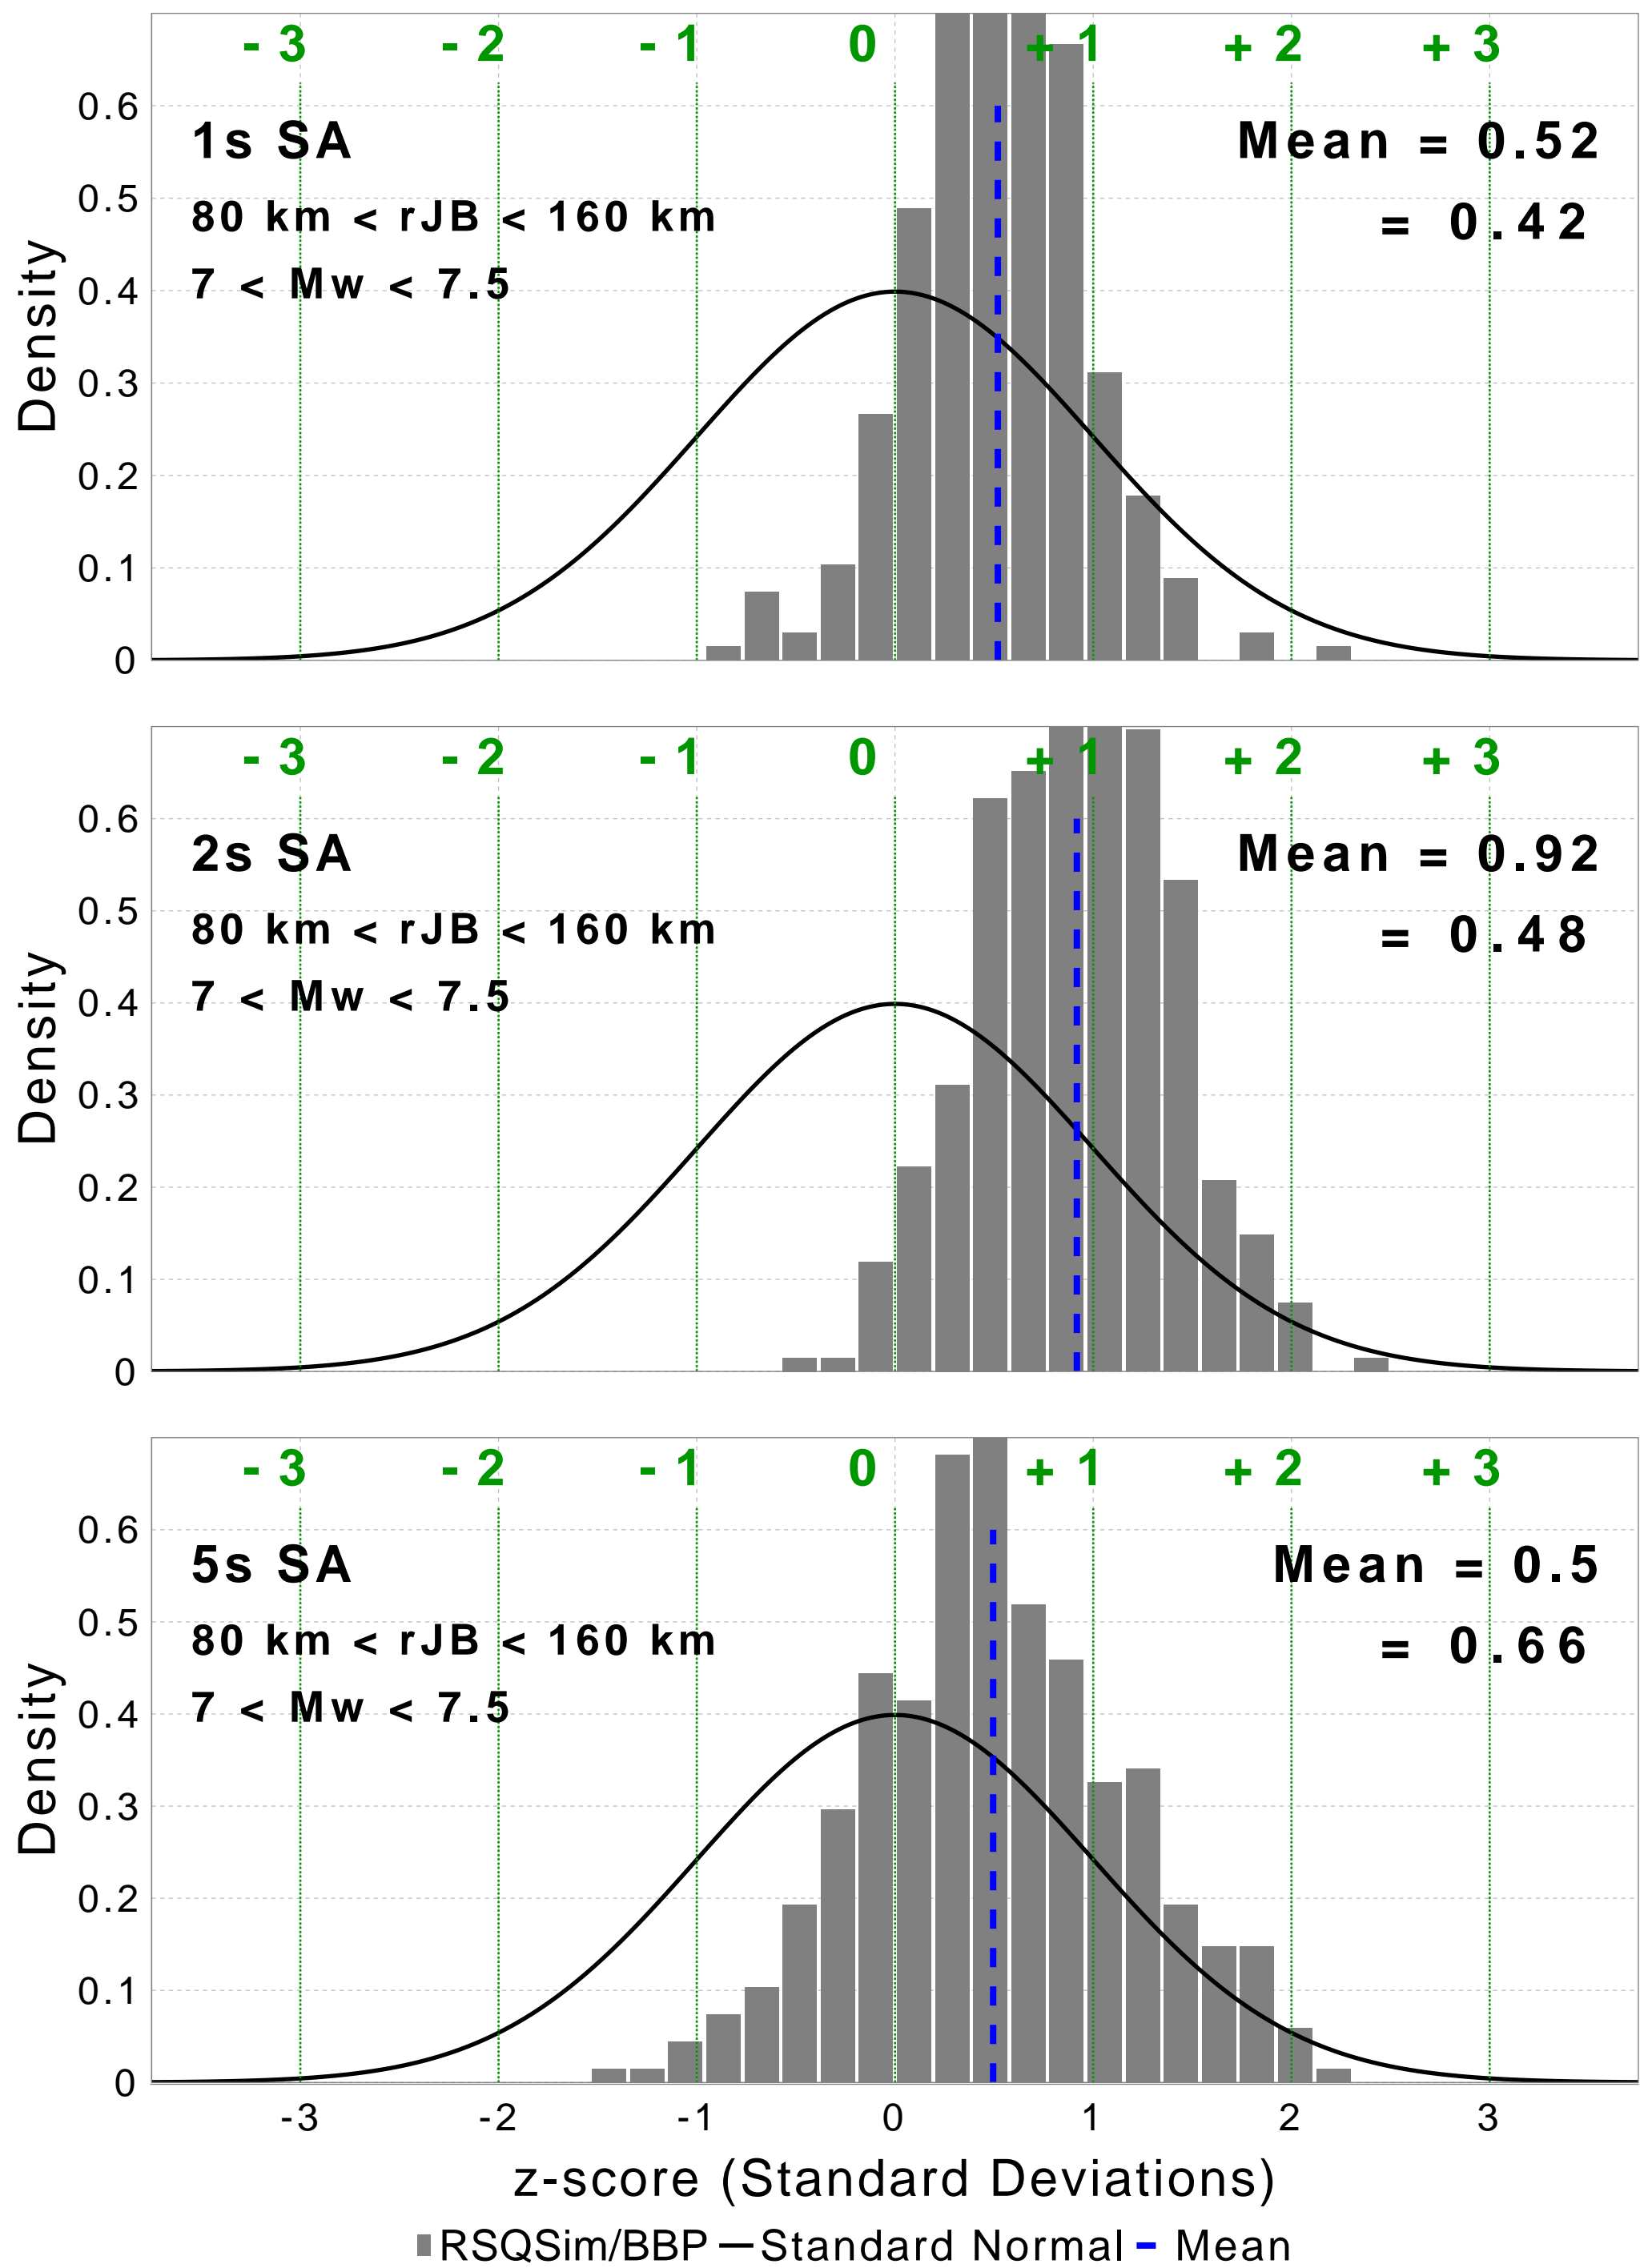 - 3 - 2 - 1 0 + 1 + 2 + 3
0.6
1s SA Mean = 0.52
0.5
80 km < rJB < 160 km = 0.42
7 < Mw < 7.5
0.4
Density
0.3
0.2
0.1
0
- 3 - 2 - 1 0 + 1 + 2 + 3
0.6
2s SA Mean = 0.92
0.5
80 km < rJB < 160 km = 0.48
7 < Mw < 7.5
0.4
Density
0.3
0.2
0.1
0
- 3 - 2 - 1 0 + 1 + 2 + 3
0.6
5s SA Mean = 0.5
0.5
80 km < rJB < 160 km = 0.66
7 < Mw < 7.5
0.4
Density
0.3
0.2
0.1
0
-3 -2 -1 0 1 2 3
z-score (Standard Deviations)
RSQSim/BBP Standard Normal Mean